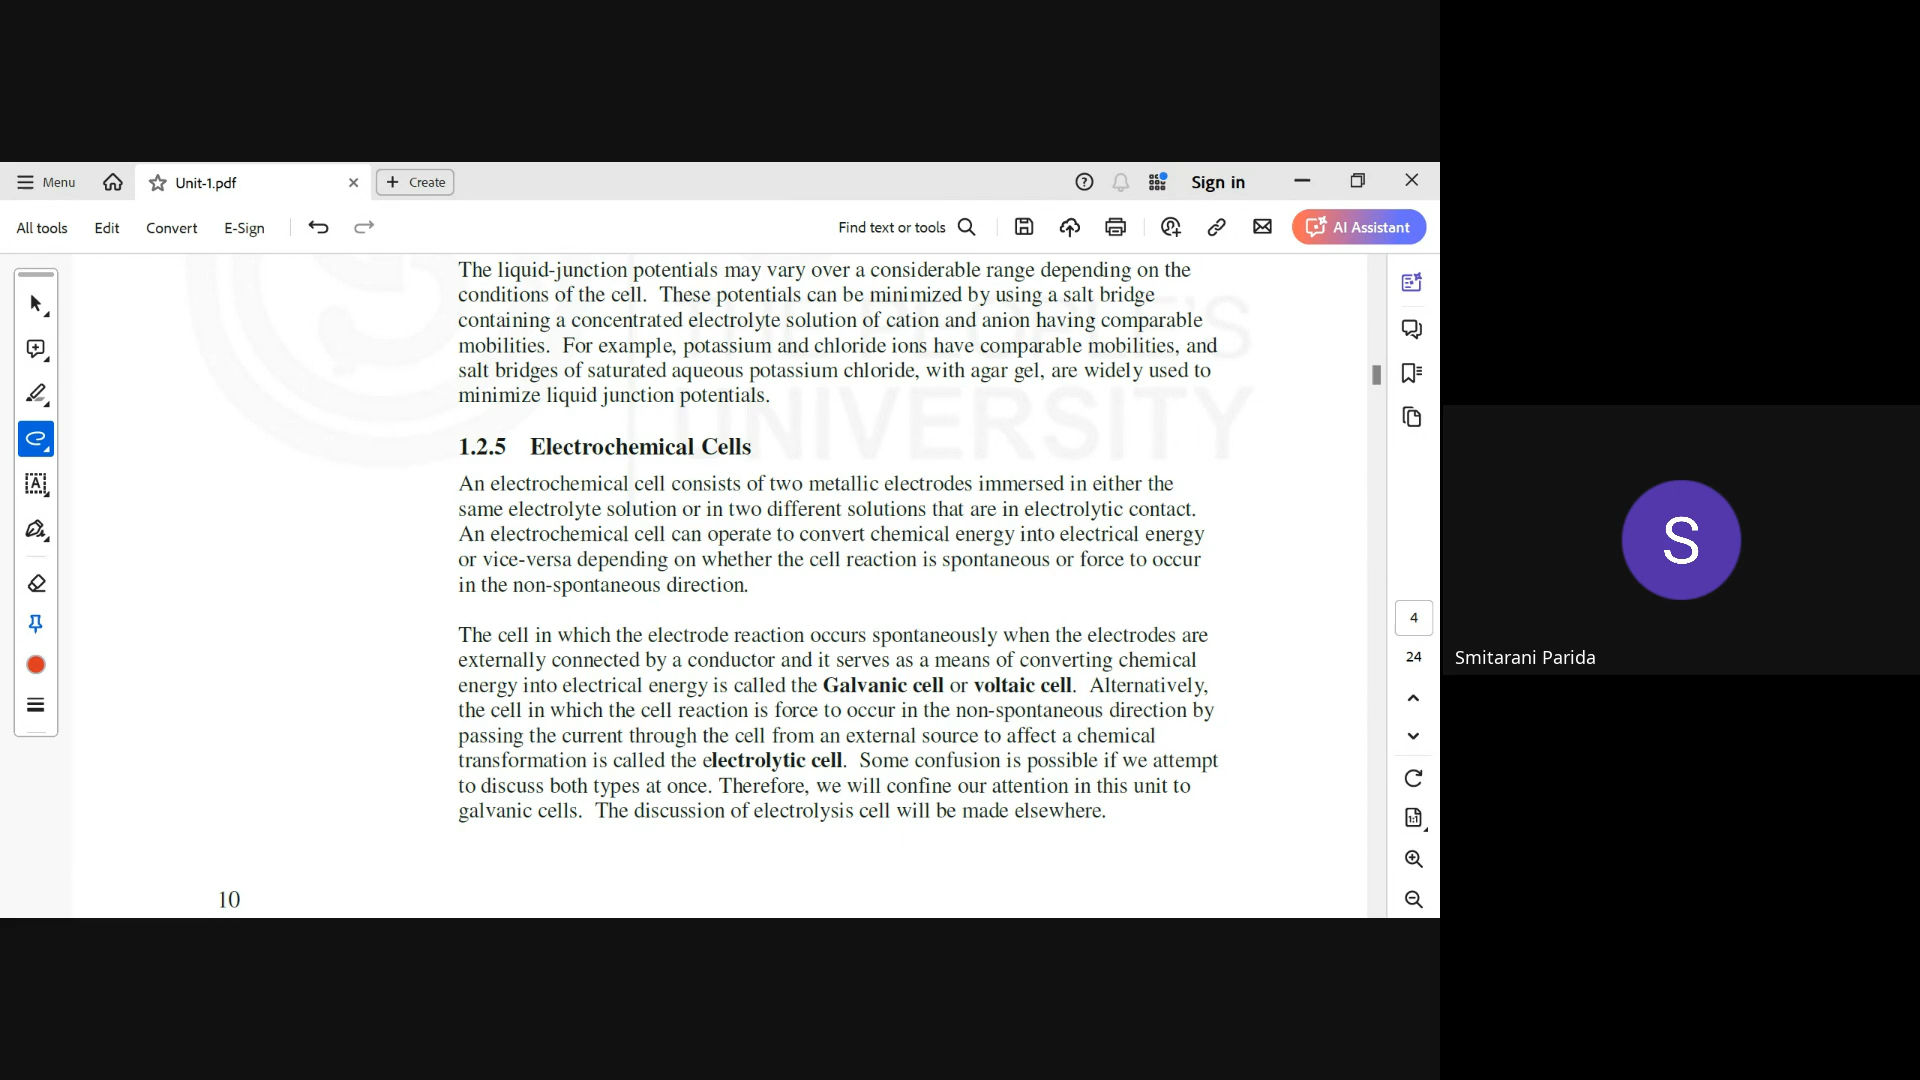 Menu
Unit-1.pdf
Create
Sign in
All tools
Edit
Convert
E-Sign
Find text or tools
AI Assistant
The liquid-junction potentials may vary over a considerable range depending on the
conditions of the cell. These potentials can be minimized by using a salt bridge
containing a concentrated electrolyte solution of cation and anion having comparable
mobilities. For example, potassium and chloride ions have comparable mobilities, and
salt bridges of saturated aqueous potassium chloride, with agar gel, are widely used to
minimize liquid junction potentials.
THE PEOPLE'S
UNIVERSITY
1.2.5 Electrochemical Cells
An electrochemical cell consists of two metallic electrodes immersed in either the
same electrolyte solution or in two different solutions that are in electrolytic contact.
An electrochemical cell can operate to convert chemical energy into electrical energy
or vice-versa depending on whether the cell reaction is spontaneous or force to occur
in the non-spontaneous direction.
The cell in which the electrode reaction occurs spontaneously when the electrodes are
externally connected by a conductor and it serves as a means of converting chemical
energy into electrical energy is called the Galvanic cell or voltaic cell. Alternatively,
the cell in which the cell reaction is force to occur in the non-spontaneous direction by
passing the current through the cell from an external source to affect a chemical
transformation is called the electrolytic cell. Some confusion is possible if we attempt
to discuss both types at once. Therefore, we will confine our attention in this unit to
galvanic cells. The discussion of electrolysis cell will be made elsewhere.
10
4
24
1:1
S
Smitarani Parida